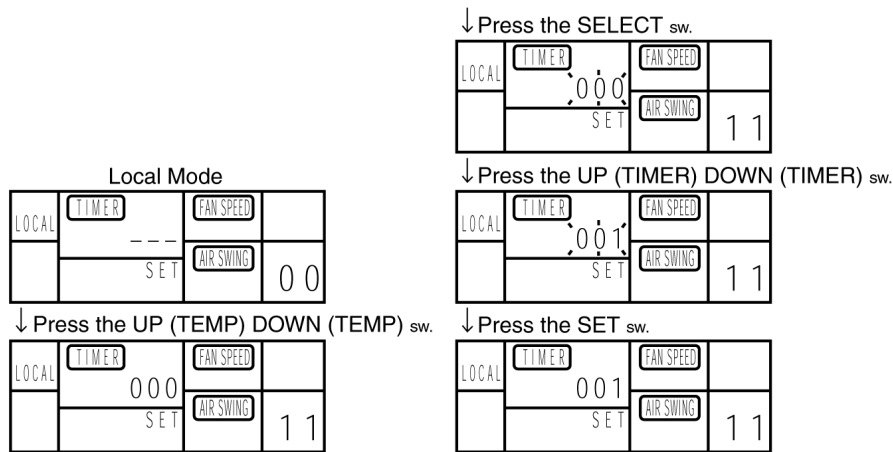 Local Mode
LOCAL TIMER FAN SPEED
---
SET AIR SWING 00
↓Press the UP (TEMP) DOWN (TEMP) sw.
LOCAL TIMER FAN SPEED
000
SET AIR SWING 11
↓Press the SELECT sw.
LOCAL TIMER FAN SPEED
000
SET AIR SWING 11
↓Press the UP (TIMER) DOWN (TIMER) sw.
LOCAL TIMER FAN SPEED
001
SET AIR SWING 11
↓Press the SET sw.
LOCAL TIMER FAN SPEED
001
SET AIR SWING 11